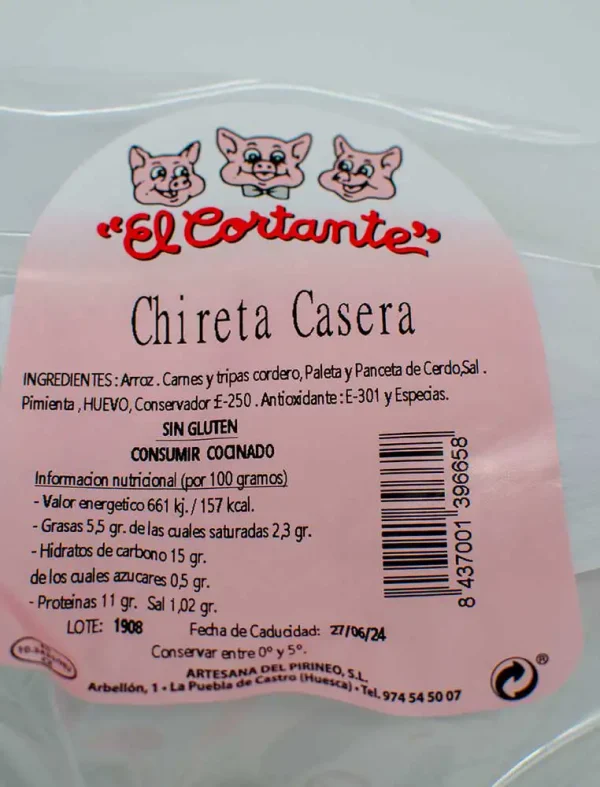 "El Cortante"
Chireta Casera
INGREDIENTES: Arroz. Carnes y tripas cordero, Paleta y Panceta de Cerdo,Sal.
Pimienta, HUEVO, Conservador E-250. Antioxidante: E-301 y Especias.
SIN GLUTEN
CONSUMIR COCINADO
Informacion nutricional (por 100 gramos)
- Valor energetico 661 kj. / 157 kcal.
- Grasas 5,5 gr. de las cuales saturadas 2,3 gr.
- Hidratos de carbono 15 gr.
de los cuales azucares 0,5 gr.
- Proteinas 11 gr. Sal 1,02 gr.
LOTE: 1908 Fecha de Caducidad: 27/06/24
Conservar entre 0º y 5º.
ARTESANA DEL PIRINEO, S.L.
Arbellón, 1 • La Puebla de Castro (Huesca) • Tel. 974 54 50 07
8 437001 396658
®